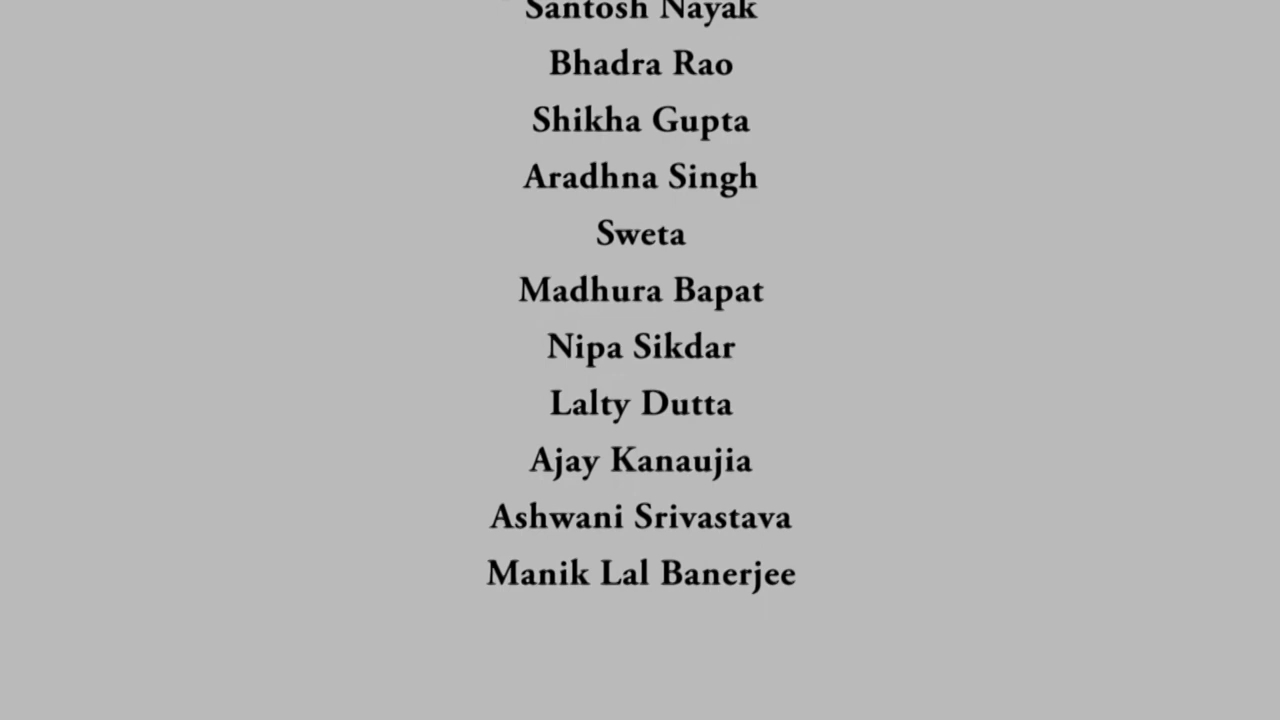 Santosh Nayak
Bhadra Rao
Shikha Gupta
Aradhna Singh
Sweta
Madhura Bapat
Nipa Sikdar
Lalty Dutta
Ajay Kanaujia
Ashwani Srivastava
Manik Lal Banerjee